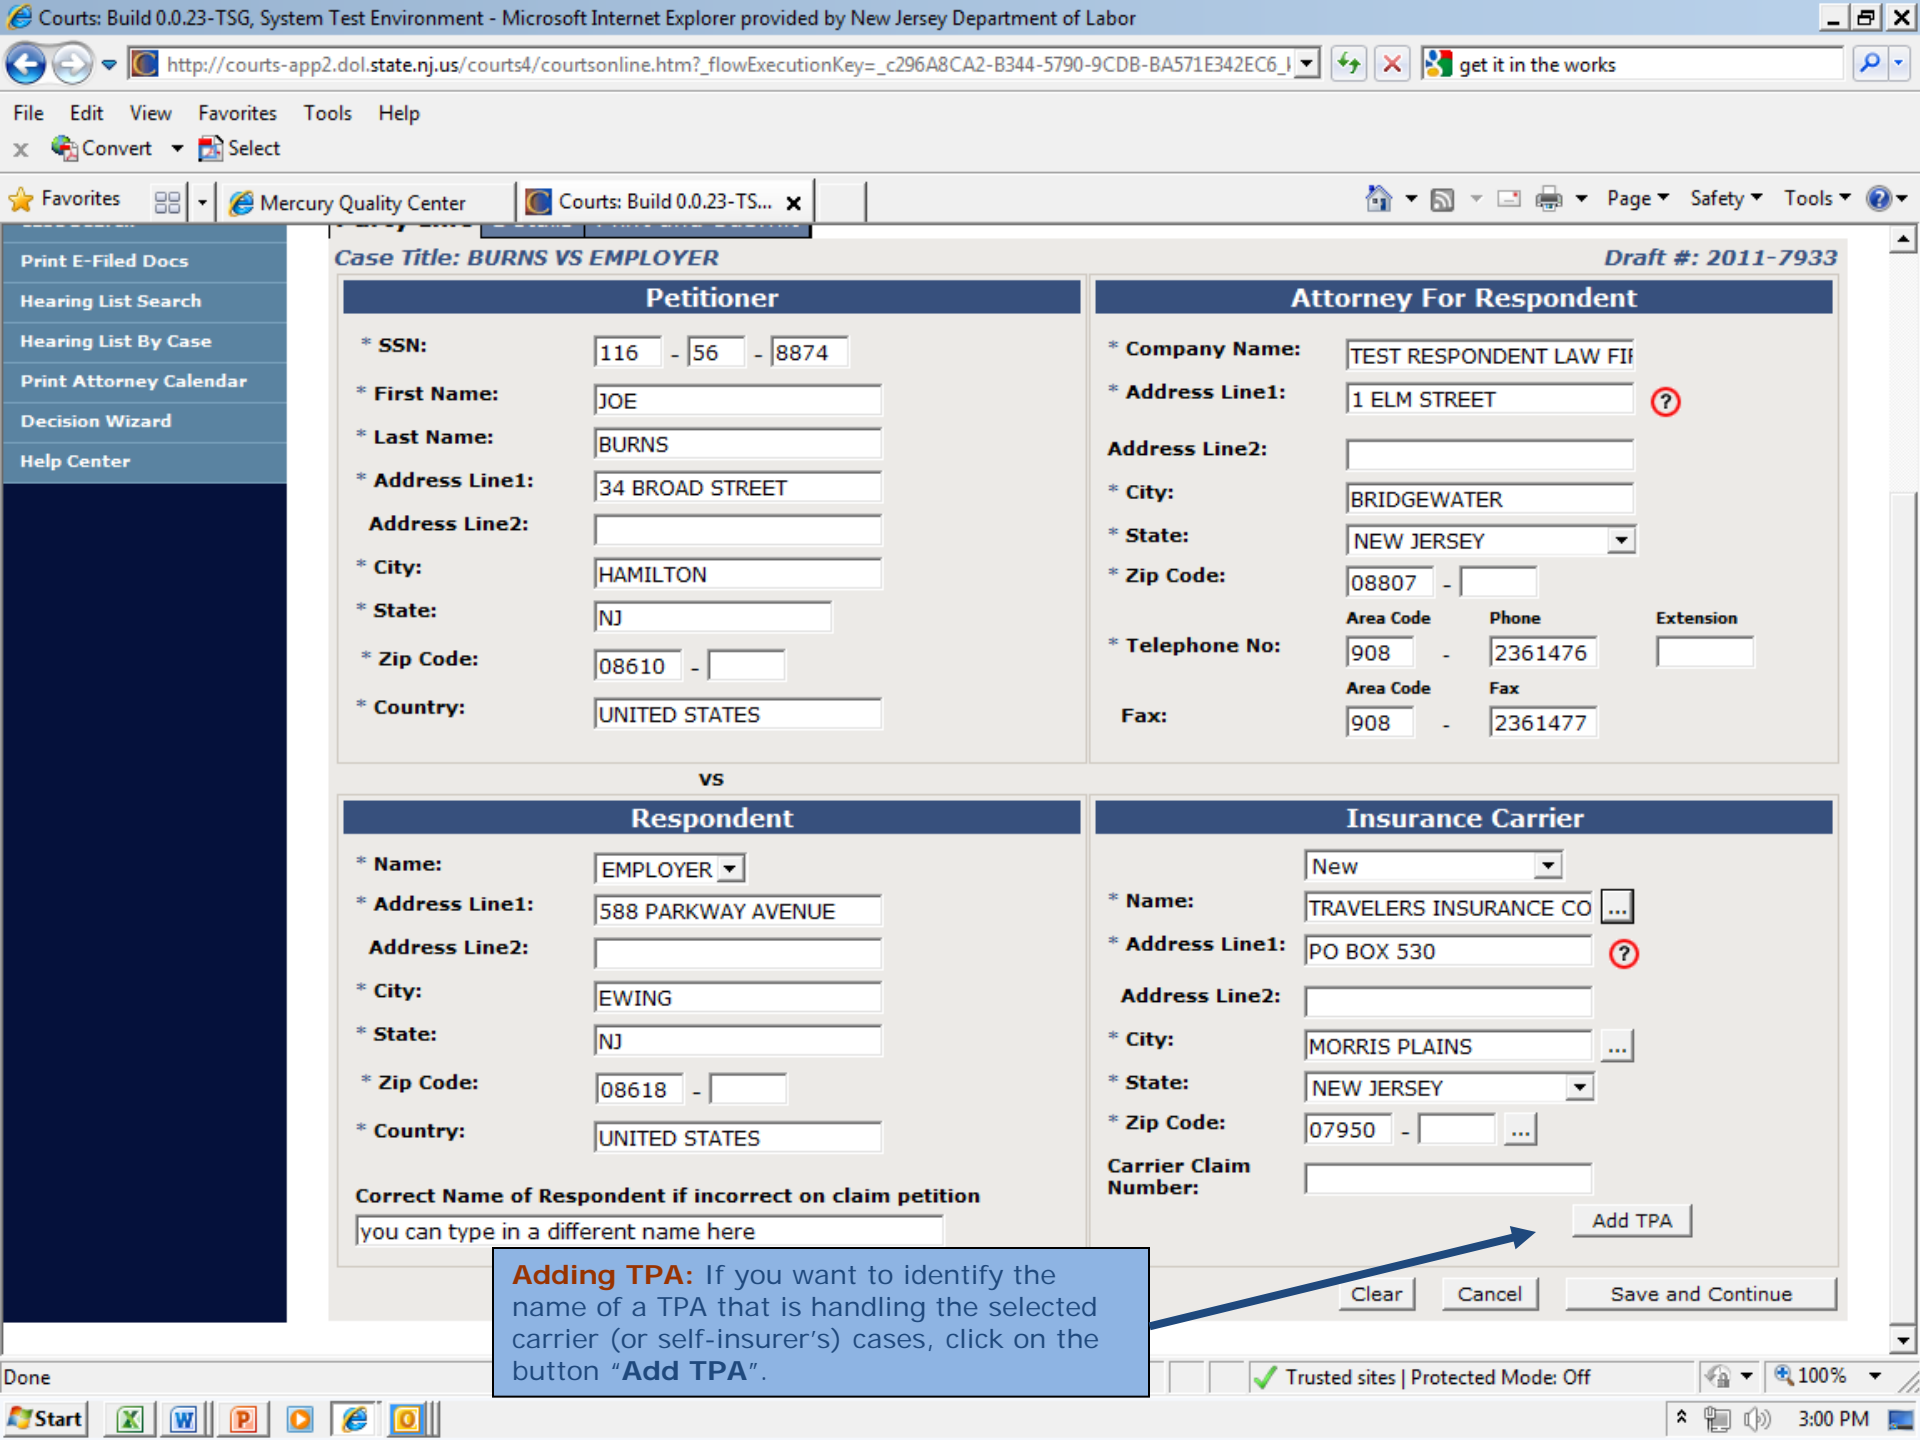 Courts: Build 0.0.23-TSG, System Test Environment - Microsoft Internet Explorer provided by New Jersey Department of Labor
http://courts-app2.dol.state.nj.us/courts4/courtsonline.htm?_flowExecutionKey=_c296A8CA2-B344-5790-9CDB-BA571E342EC6_
get it in the works
File Edit View Favorites Tools Help
x Convert Select
Favorites Mercury Quality Center Courts: Build 0.0.23-TS... x Page Safety Tools
Print E-Filed Docs
Hearing List Search
Hearing List By Case
Print Attorney Calendar
Decision Wizard
Help Center
Party Info Details Print and Submit
Case Title: BURNS VS EMPLOYER Draft #: 2011-7933
Petitioner
* SSN: 116 - 56 - 8874
* First Name: JOE
* Last Name: BURNS
* Address Line1: 34 BROAD STREET
Address Line2:
* City: HAMILTON
* State: NJ
* Zip Code: 08610 -
* Country: UNITED STATES
Attorney For Respondent
* Company Name: TEST RESPONDENT LAW FI
* Address Line1: 1 ELM STREET ?
Address Line2:
* City: BRIDGEWATER
* State: NEW JERSEY
* Zip Code: 08807 -
Area Code Phone Extension
* Telephone No: 908 - 2361476
Area Code Fax
Fax: 908 - 2361477
vs
Respondent
* Name: EMPLOYER
* Address Line1: 588 PARKWAY AVENUE
Address Line2:
* City: EWING
* State: NJ
* Zip Code: 08618 -
* Country: UNITED STATES
Correct Name of Respondent if incorrect on claim petition
you can type in a different name here
Insurance Carrier
New
* Name: TRAVELERS INSURANCE CO ...
* Address Line1: PO BOX 530 ?
Address Line2:
* City: MORRIS PLAINS ...
* State: NEW JERSEY
* Zip Code: 07950 - ...
Carrier Claim
Number:
Add TPA
Clear Cancel Save and Continue
Adding TPA: If you want to identify the
name of a TPA that is handling the selected
carrier (or self-insurer's) cases, click on the
button "Add TPA".
Done Trusted sites | Protected Mode: Off 100%
Start 3:00 PM